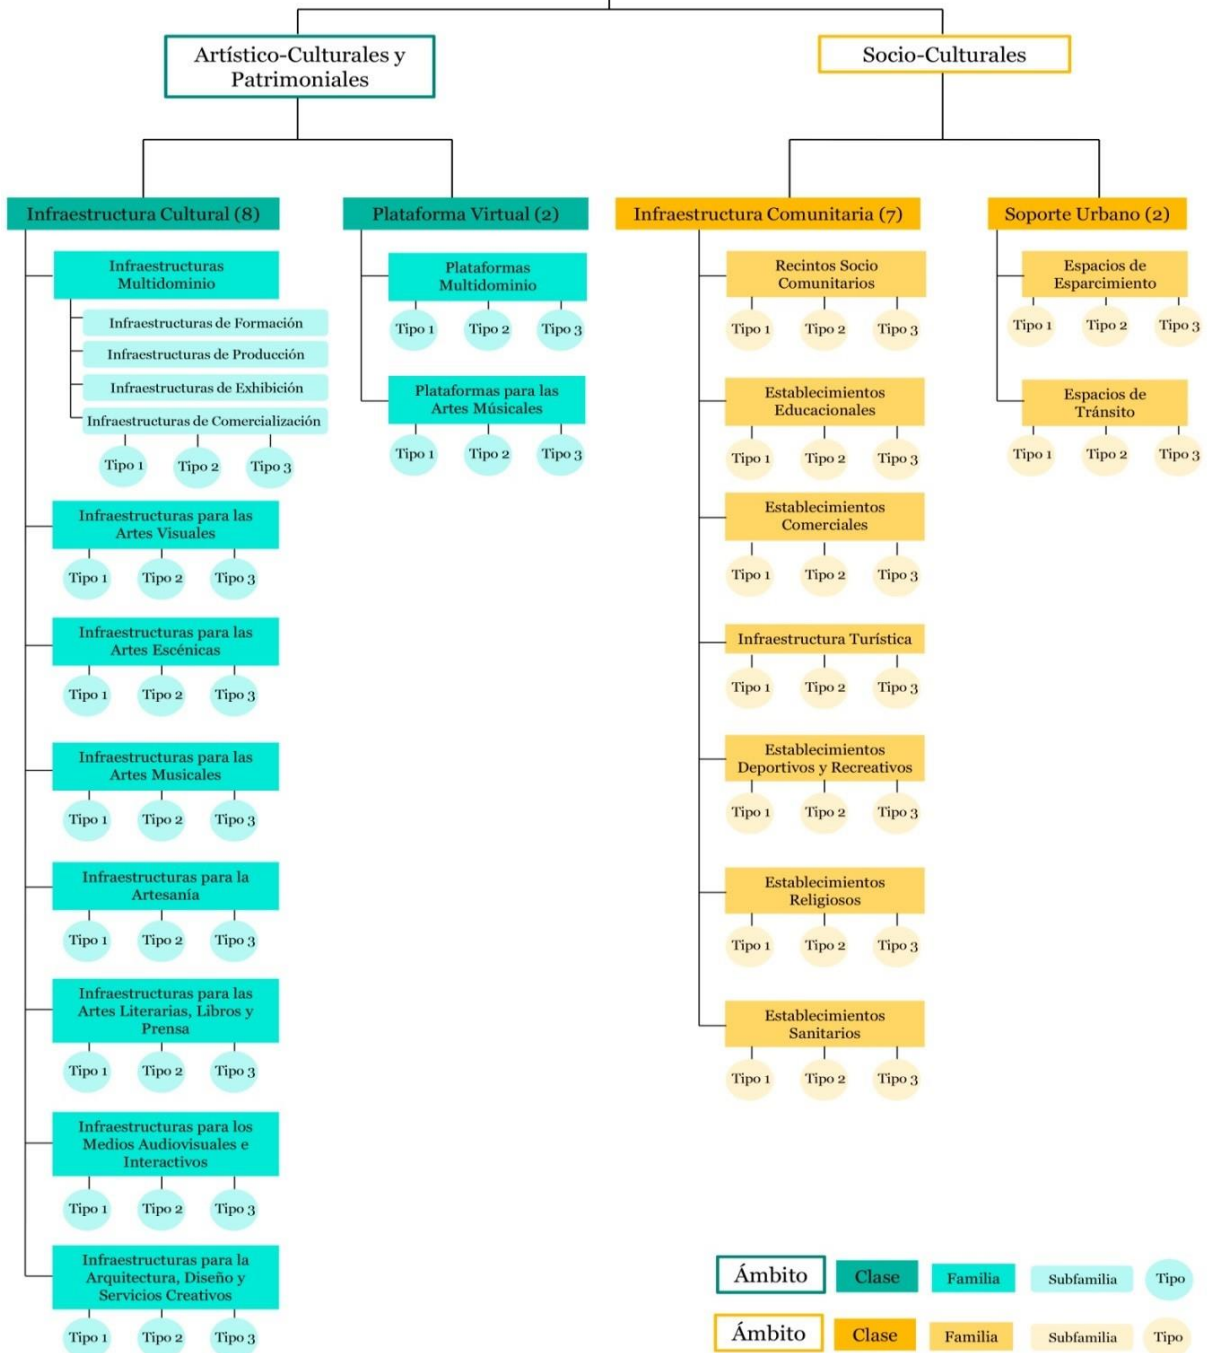 Artístico-Culturales y
Patrimoniales
Socio-Culturales
Infraestructura Cultural (8)
Plataforma Virtual (2)
Infraestructura Comunitaria (7)
Soporte Urbano (2)
Infraestructuras
Multidominio
Infraestructuras de Formación
Infraestructuras de Producción
Infraestructuras de Exhibición
Infraestructuras de Comercialización
Tipo 1 Tipo 2 Tipo 3
Infraestructuras para las
Artes Visuales
Tipo 1 Tipo 2 Tipo 3
Infraestructuras para las
Artes Escénicas
Tipo 1 Tipo 2 Tipo 3
Infraestructuras para las
Artes Musicales
Tipo 1 Tipo 2 Tipo 3
Infraestructuras para la
Artesanía
Tipo 1 Tipo 2 Tipo 3
Infraestructuras para las
Artes Literarias, Libros y
Prensa
Tipo 1 Tipo 2 Tipo 3
Infraestructuras para los
Medios Audiovisuales e
Interactivos
Tipo 1 Tipo 2 Tipo 3
Infraestructuras para la
Arquitectura, Diseño y
Servicios Creativos
Tipo 1 Tipo 2 Tipo 3
Plataformas
Multidominio
Tipo 1 Tipo 2 Tipo 3
Plataformas para las
Artes Músicales
Tipo 1 Tipo 2 Tipo 3
Recintos Socio
Comunitarios
Tipo 1 Tipo 2 Tipo 3
Establecimientos
Educacionales
Tipo 1 Tipo 2 Tipo 3
Establecimientos
Comerciales
Tipo 1 Tipo 2 Tipo 3
Infraestructura Turística
Tipo 1 Tipo 2 Tipo 3
Establecimientos
Deportivos y Recreativos
Tipo 1 Tipo 2 Tipo 3
Establecimientos
Religiosos
Tipo 1 Tipo 2 Tipo 3
Establecimientos
Sanitarios
Tipo 1 Tipo 2 Tipo 3
Espacios de
Esparcimiento
Tipo 1 Tipo 2 Tipo 3
Espacios de
Tránsito
Tipo 1 Tipo 2 Tipo 3
Ámbito Clase Familia Subfamilia Tipo
Ámbito Clase Familia Subfamilia Tipo